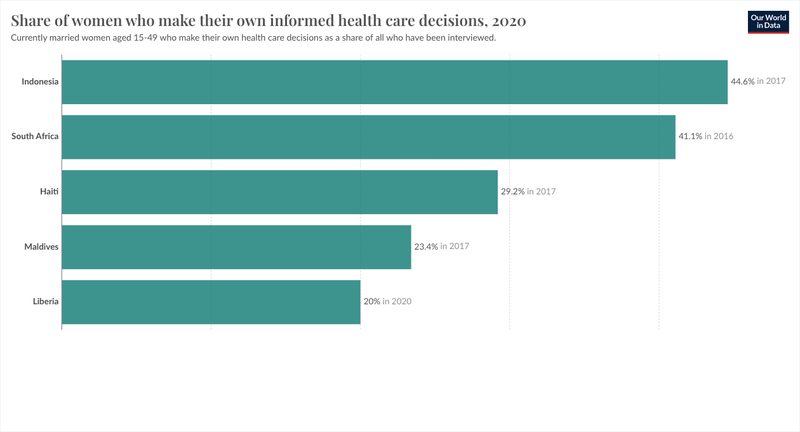 Share of women who make their own informed health care decisions, 2020
Our World
in Data
Currently married women aged 15-49 who make their own health care decisions as a share of all who have been interviewed.
Indonesia 44.6% in 2017
South Africa 41.1% in 2016
Haiti 29.2% in 2017
Maldives 23.4% in 2017
Liberia 20% in 2020